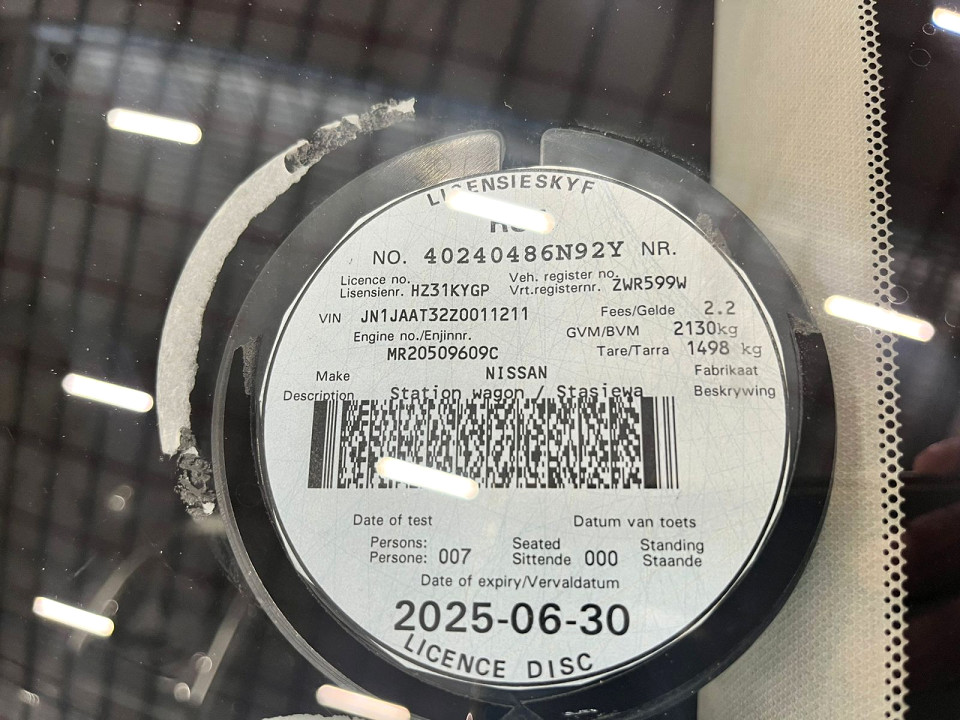 LICENSIESKYF
NO. 40240486N92Y NR.
Licence no. Veh. register no.
Lisensienr. HZ31KYGP Vrt.registernr. ZWR599W
VIN JN1JAAT32Z0011211 Fees/Gelde 2.2
Engine no./Enjinnr. GVM/BVM 2130kg
MR20509609C Tare/Tarra 1498 kg
Make NISSAN Fabrikaat
Description Station wagon / Stasiewa Beskrywing
Date of test Datum van toets
Persons: Seated Standing
Persone: 007 Sittende 000 Staande
Date of expiry/Vervaldatum
2025-06-30
LICENCE DISC